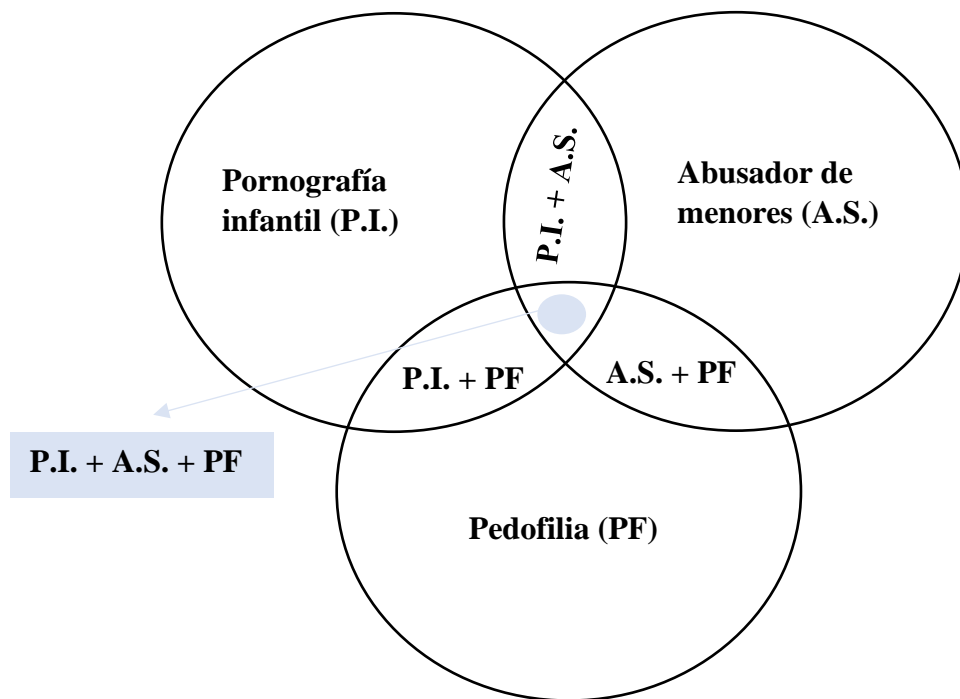 Pornografía
infantil (P.I.)
P.I. + A.S.
Abusador de
menores (A.S.)
P.I. + PF
A.S. + PF
P.I. + A.S. + PF
Pedofilia (PF)